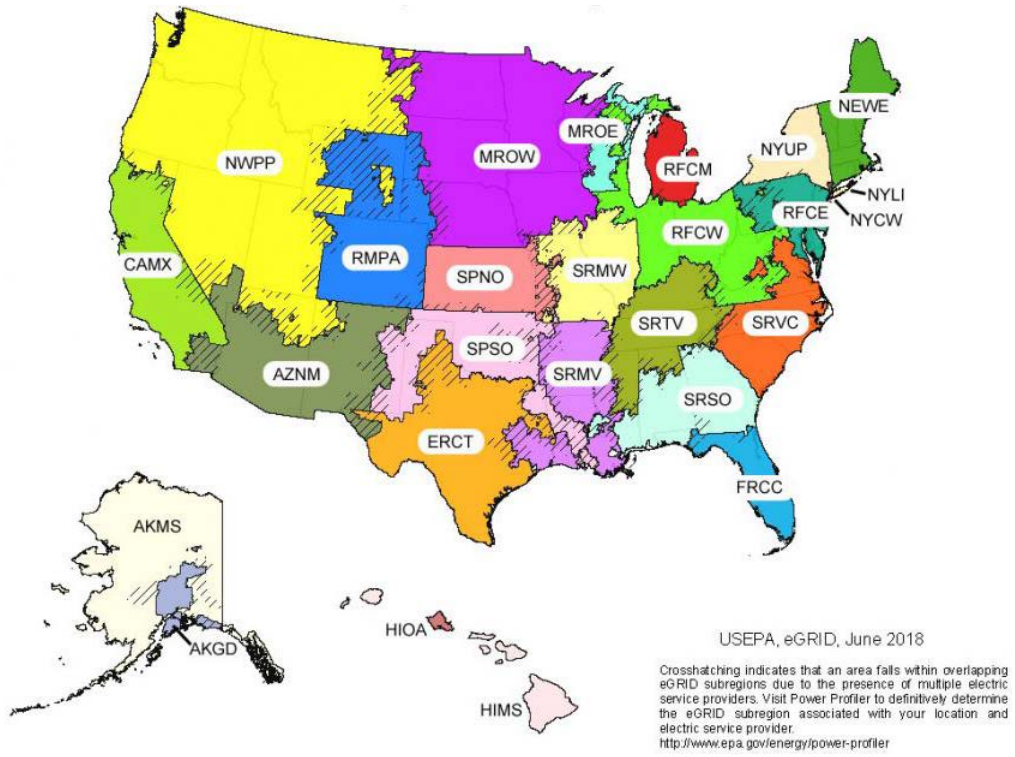 NEWE
MROE
NYUP
MROW
NWPP
RFCM
NYLI
RFCE
NYCW
RFCW
RMPA
CAMX
SRMW
SPNO
SRTV
SRVC
SPSO
AZNM
SRMV
SRSO
ERCT
FRCC
AKMS
HIOA
AKGD
HIMS
USEPA, eGRID, June 2018
Crosshatching indicates that an area falls within overlapping
eGRID subregions due to the presence of multiple electric
service providers. Visit Power Profiler to definitively determine
the eGRID subregion associated with your location and
electric service provider.
http://www.epa.gov/energy/power-profiler